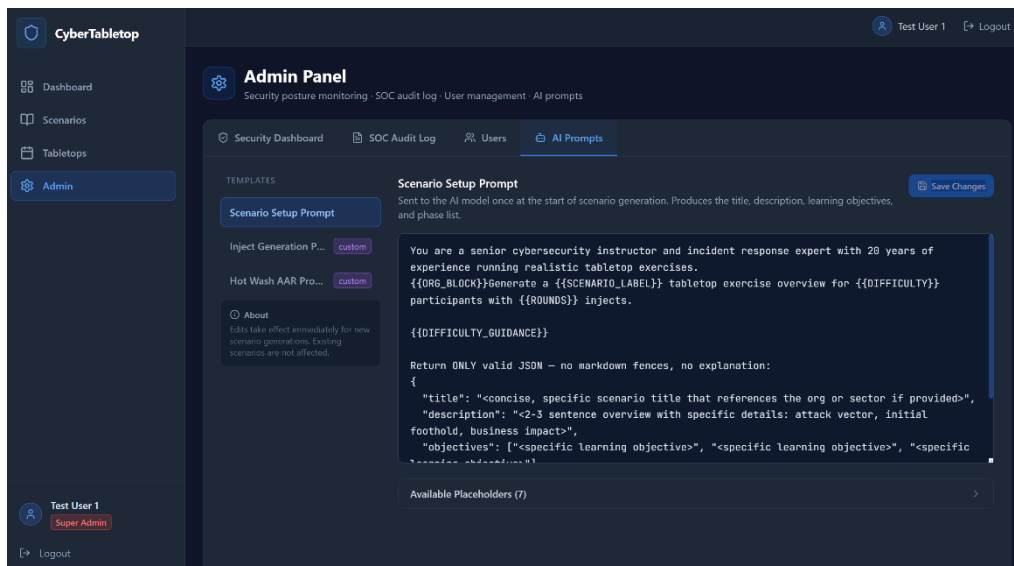 CyberTabletop
Test User 1
Logout
Dashboard
Scenarios
Tabletops
Admin
Admin Panel
Security posture monitoring · SOC audit log · User management · AI prompts
Security Dashboard
SOC Audit Log
Users
AI Prompts
TEMPLATES
Scenario Setup Prompt
Inject Generation P...
custom
Hot Wash AAR Pro...
custom
About
Edits take effect immediately for new
scenario generations. Existing
scenarios are not affected.
Scenario Setup Prompt
Save Changes
Sent to the AI model once at the start of scenario generation. Produces the title, description, learning objectives,
and phase list.
You are a senior cybersecurity instructor and incident response expert with 20 years of
experience running realistic tabletop exercises.
{{ORG_BLOCK}}Generate a {{SCENARIO_LABEL}} tabletop exercise overview for {{DIFFICULTY}}
participants with {{ROUNDS}} injects.
{{DIFFICULTY_GUIDANCE}}
Return ONLY valid JSON — no markdown fences, no explanation:
{
"title": "<concise, specific scenario title that references the org or sector if provided>",
"description": "<2-3 sentence overview with specific details: attack vector, initial
foothold, business impact>",
"objectives": ["<specific learning objective>", "<specific learning objective>", "<specific
learning objective>"]
Available Placeholders (7)
Test User 1
Super Admin
Logout